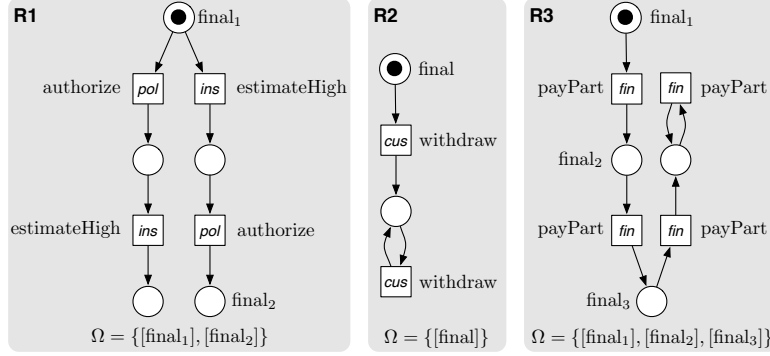 R1
final₁
authorize
pol
ins
estimateHigh
estimateHigh
ins
pol
authorize
final₂
Ω = {[final₁], [final₂]}
R2
final
cus
withdraw
cus
withdraw
Ω = {[final]}
R3
final₁
payPart
fin
fin
payPart
final₂
payPart
fin
fin
payPart
final₃
Ω = {[final₁], [final₂], [final₃]}